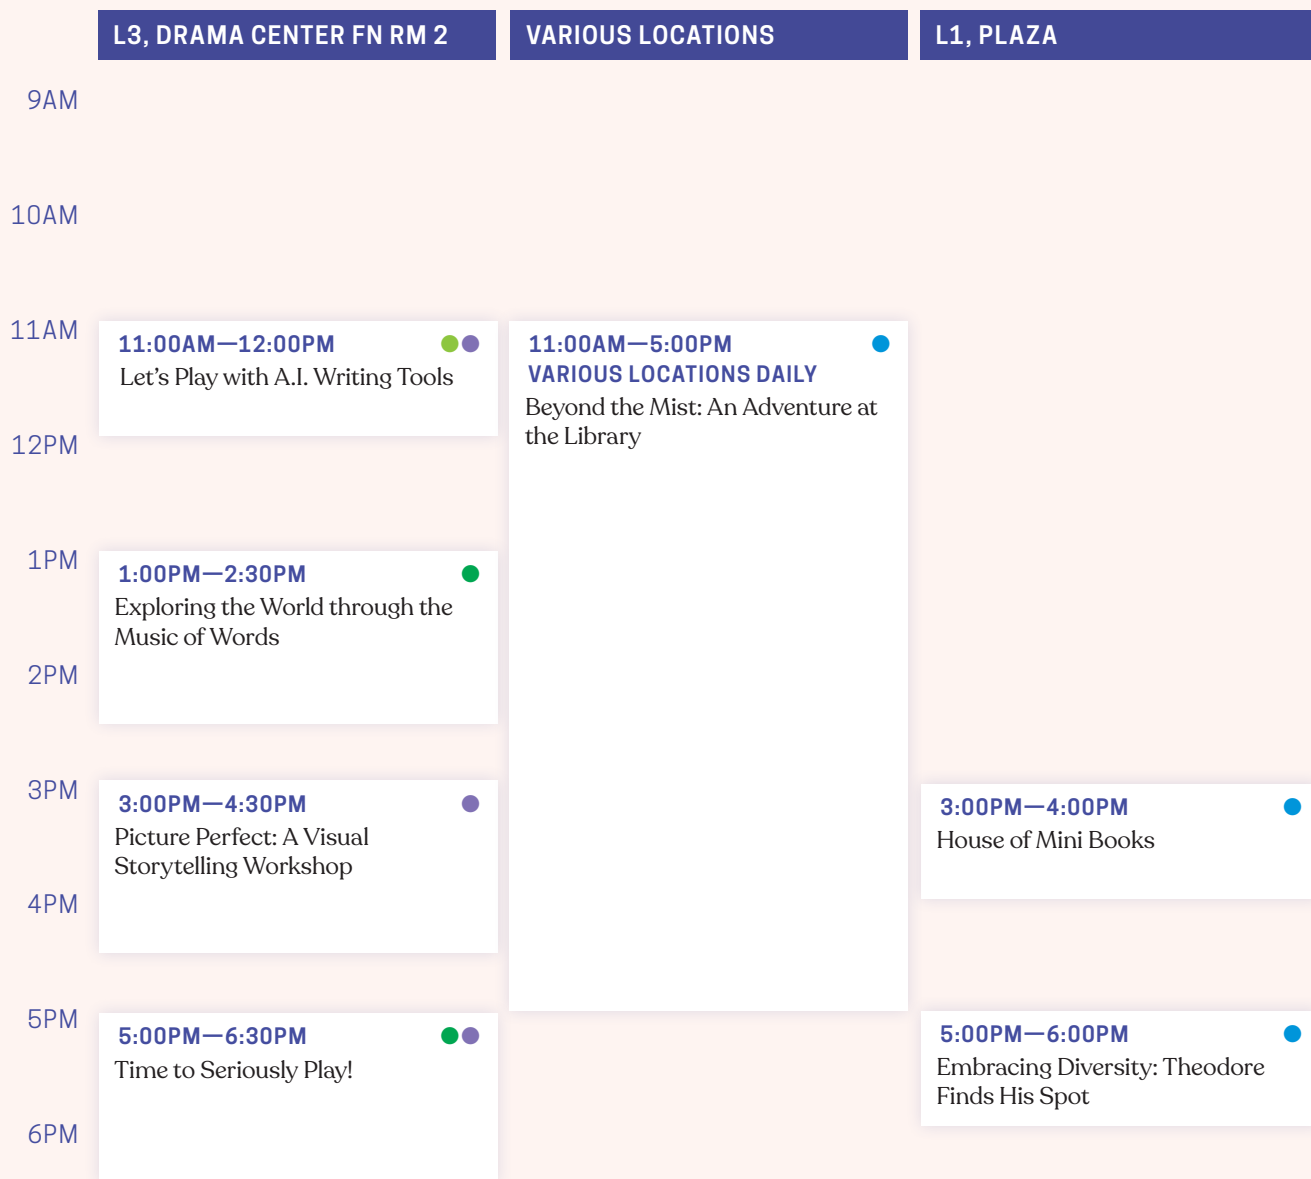 L3, DRAMA CENTER FN RM 2
VARIOUS LOCATIONS
L1, PLAZA
9AM
10AM
11AM
11:00AM—12:00PM
Let’s Play with A.I. Writing Tools
11:00AM—5:00PM
VARIOUS LOCATIONS DAILY
Beyond the Mist: An Adventure at
the Library
12PM
1PM
1:00PM—2:30PM
Exploring the World through the
Music of Words
2PM
3PM
3:00PM—4:30PM
Picture Perfect: A Visual
Storytelling Workshop
3:00PM—4:00PM
House of Mini Books
4PM
5PM
5:00PM—6:30PM
Time to Seriously Play!
5:00PM—6:00PM
Embracing Diversity: Theodore
Finds His Spot
6PM